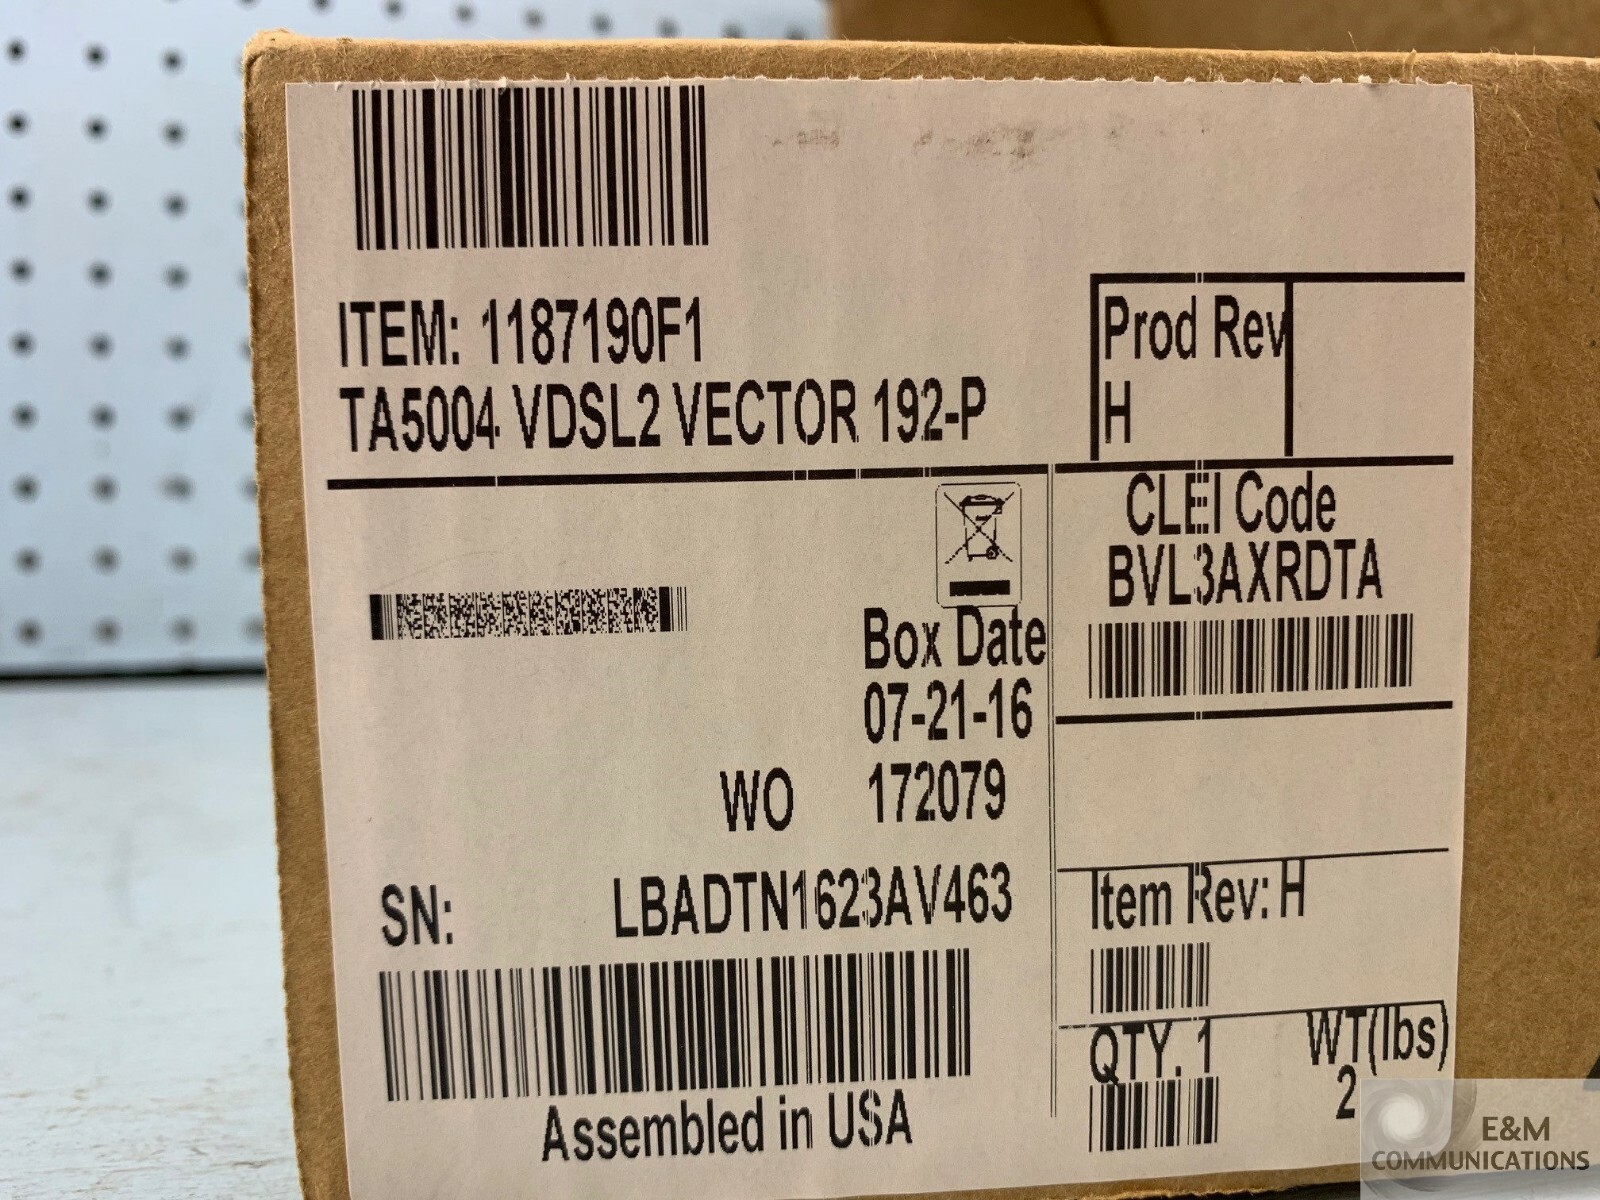 ITEM: 1187190F1
TA5004 VDSL2 VECTOR 192-P
Prod Rev
H
CLEI Code
BVL3AXRDTA
Box Date
07-21-16
WO 172079
SN: LBADTN1623AV463
Assembled in USA
Item Rev: H
QTY. 1 WT(lbs)
2
E&M
COMMUNICATIONS